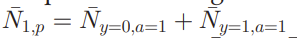 N̄₁,ₚ = N̄_{y=0,a=1} + N̄_{y=1,a=1}